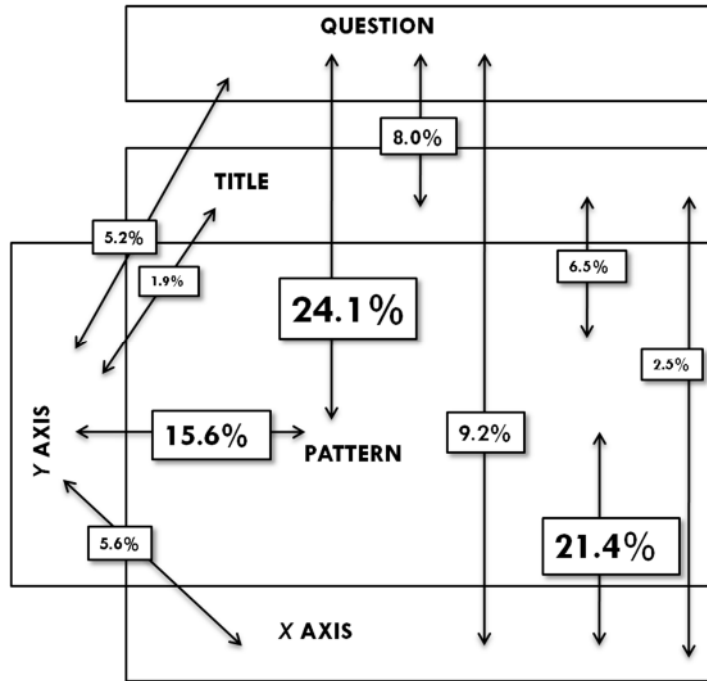 QUESTION
8.0%
TITLE
5.2%
6.5%
1.9%
24.1%
2.5%
15.6%
9.2%
PATTERN
Y AXIS
5.6%
21.4%
X AXIS